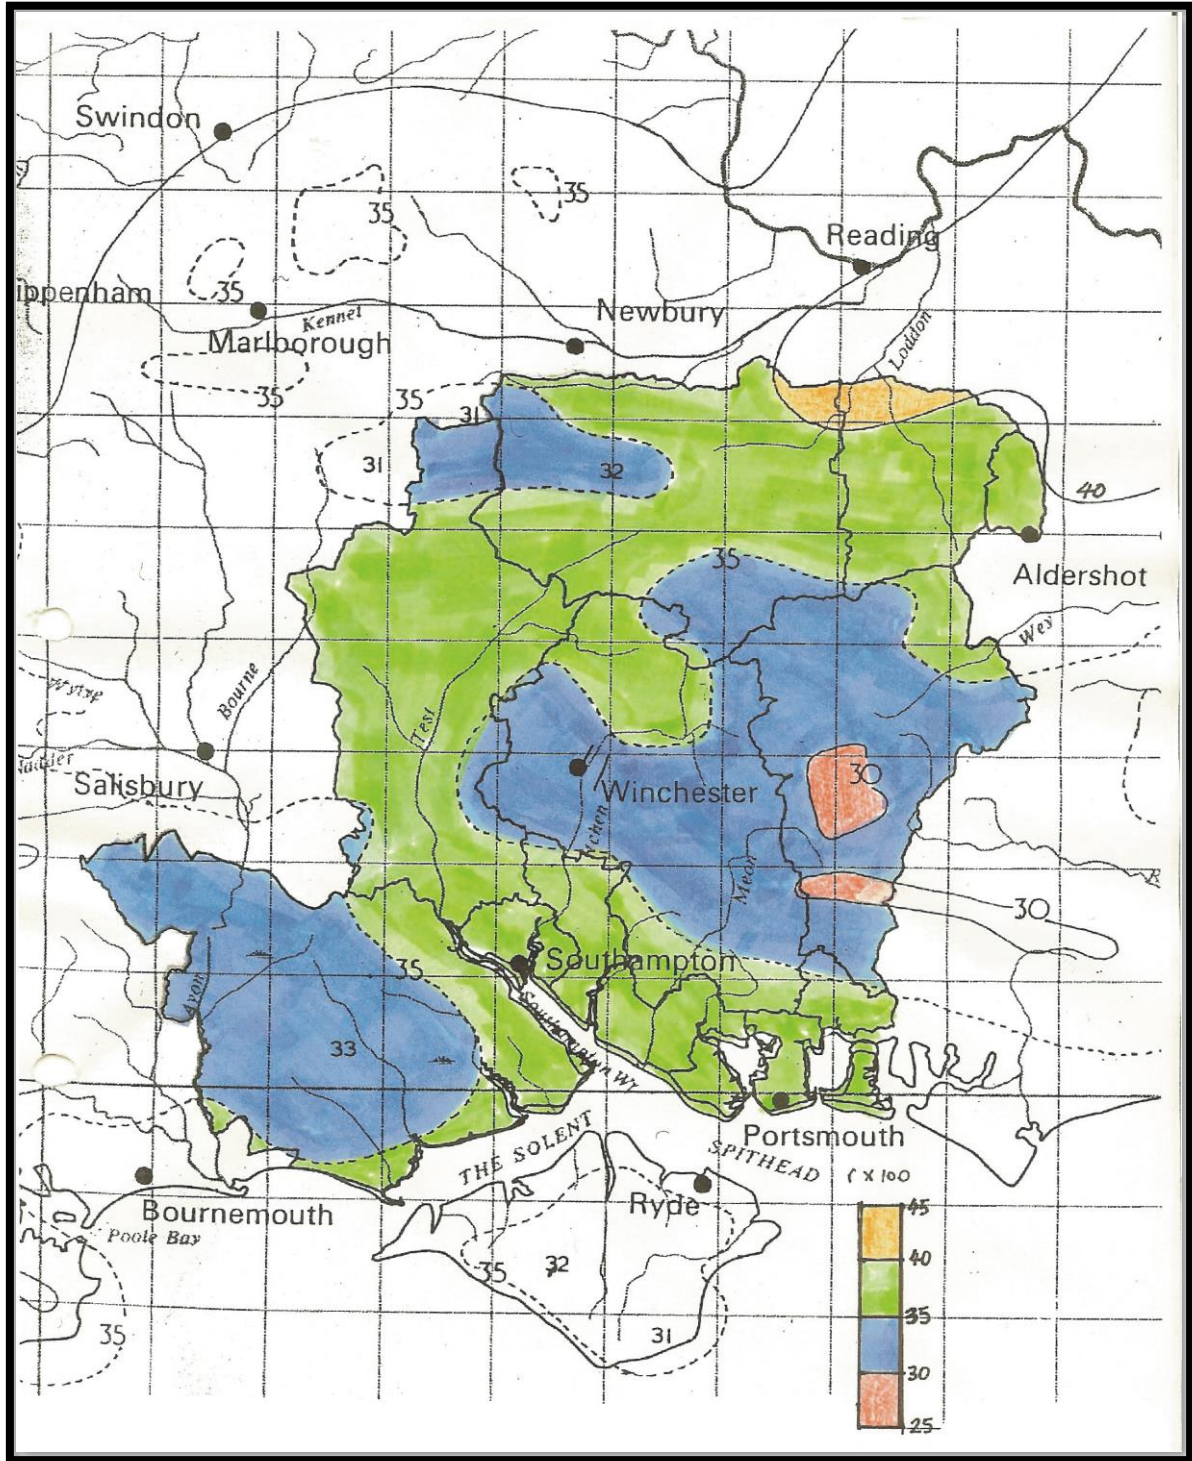 Swindon
35
35
Reading
ippenham
35
Kennet
Newbury
Marlborough
Loddon
35
35
31
31
32
40
35
Aldershot
Wey
Bourne
Test
Salisbury
30
Winchester
Itchen
Meon
30
35
Southampton
Avon
Southampton Wr
33
Portsmouth
THE SOLENT
SPITHEAD
( X 100
Ryde
Bournemouth
Poole Bay
45
40
35
32
35
31
35
30
25